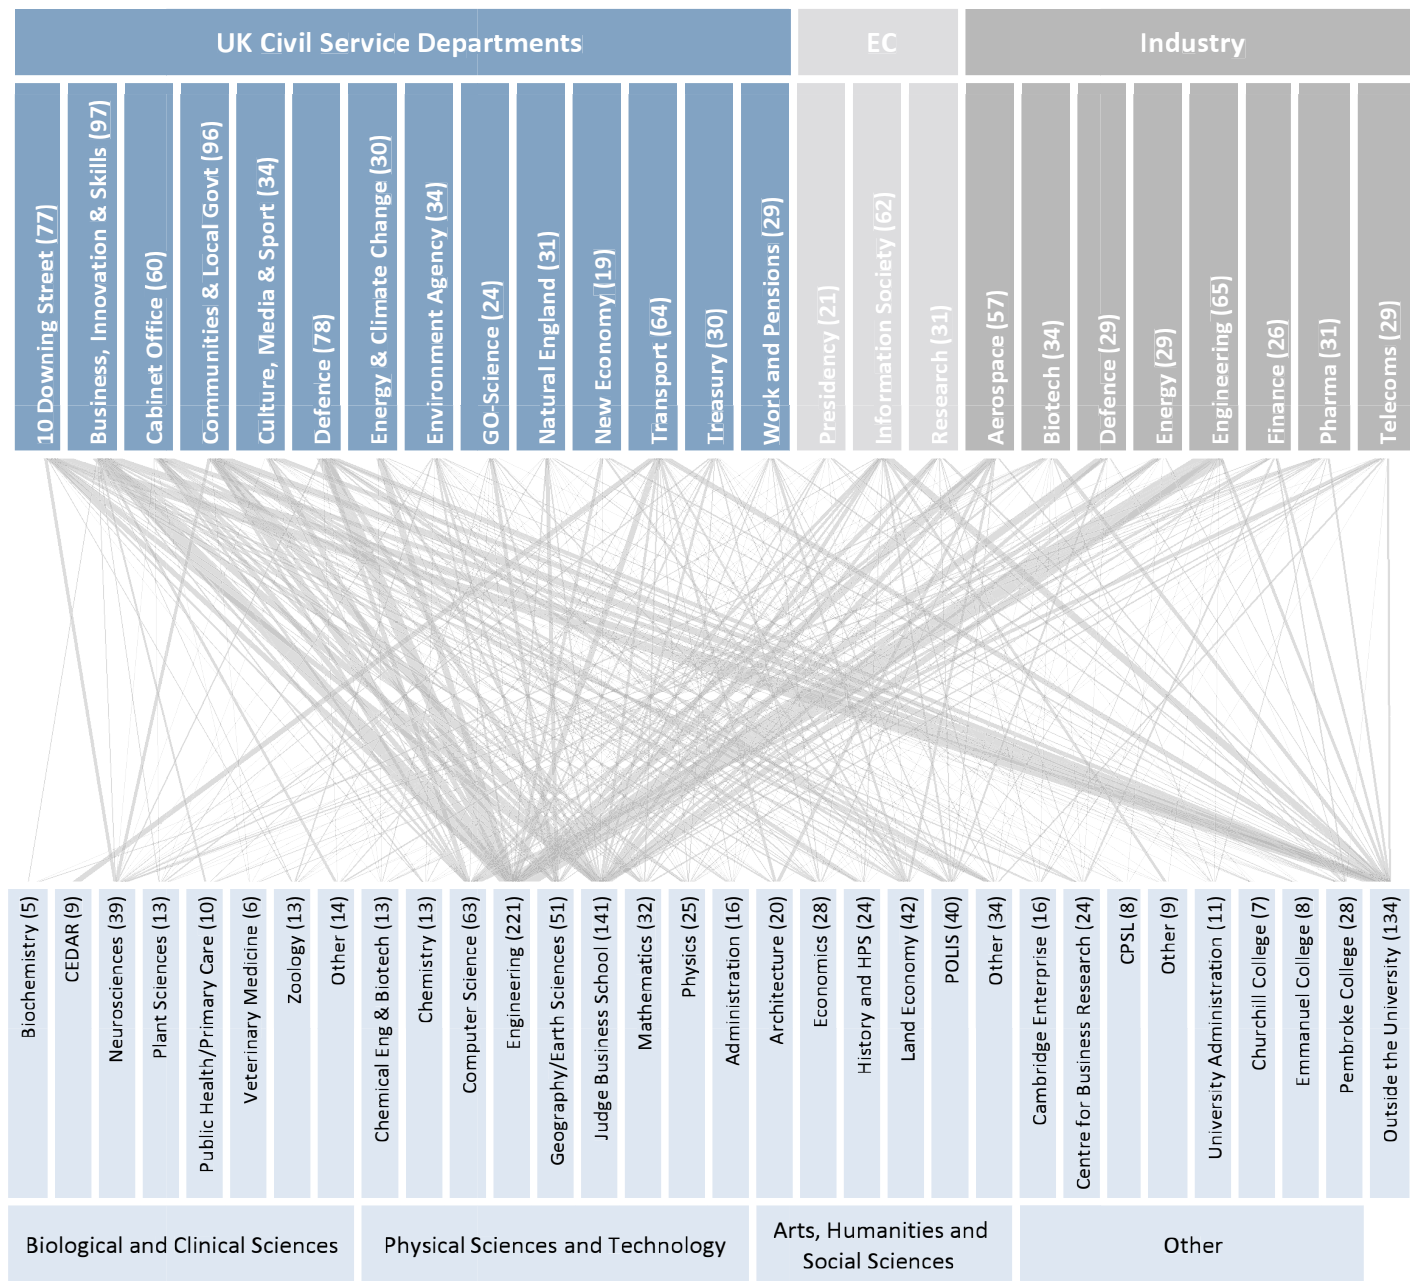 UK Civil Service Departments
EC
Industry
10 Downing Street (77)
Business, Innovation & Skills (97)
Cabinet Office (60)
Communities & Local Govt (96)
Culture, Media & Sport (34)
Defence (78)
Energy & Climate Change (30)
Environment Agency (34)
GO-Science (24)
Natural England (31)
New Economy (19)
Transport (64)
Treasury (30)
Work and Pensions (29)
Presidency (21)
Information Society (62)
Research (31)
Aerospace (57)
Biotech (34)
Defence (29)
Energy (29)
Engineering (65)
Finance (26)
Pharma (31)
Telecoms (29)
Biochemistry (5)
CEDAR (9)
Neurosciences (39)
Plant Sciences (13)
Public Health/Primary Care (10)
Veterinary Medicine (6)
Zoology (13)
Other (14)
Chemical Eng & Biotech (13)
Chemistry (13)
Computer Science (63)
Engineering (221)
Geography/Earth Sciences (51)
Judge Business School (141)
Mathematics (32)
Physics (25)
Administration (16)
Architecture (20)
Economics (28)
History and HPS (24)
Land Economy (42)
POLIS (40)
Other (34)
Cambridge Enterprise (16)
Centre for Business Research (24)
CPSL (8)
Other (9)
University Administration (11)
Churchill College (7)
Emmanuel College (8)
Pembroke College (28)
Outside the University (134)
Biological and Clinical Sciences
Physical Sciences and Technology
Arts, Humanities and
Social Sciences
Other